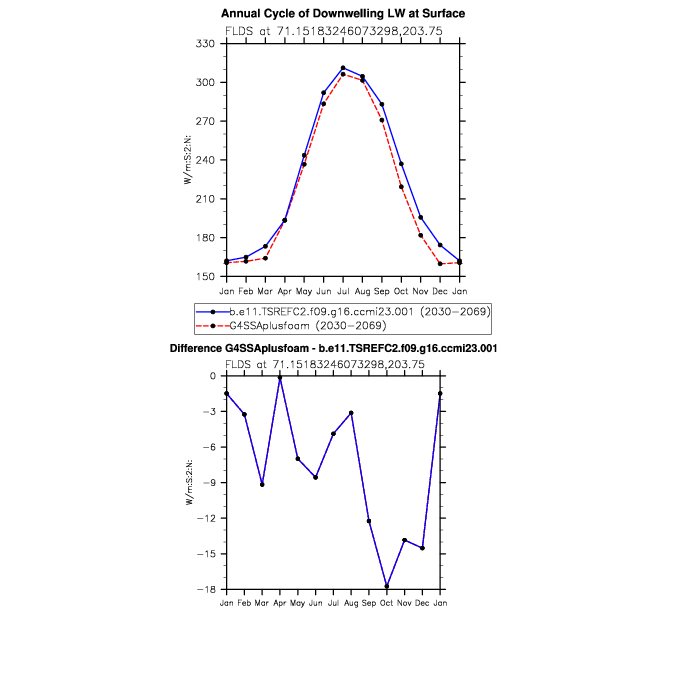 Annual Cycle of Downwelling LW at Surface
FLDS at 71.15183246073298,203.75
330
300
270
240
210
180
150
W/m:S:2:N:
Jan Feb Mar Apr May Jun Jul Aug Sep Oct Nov Dec Jan
b.e11.TSREFC2.f09.g16.ccmi23.001 (2030-2069)
G4SSAplusfoam (2030-2069)
Difference G4SSAplusfoam - b.e11.TSREFC2.f09.g16.ccmi23.001
FLDS at 71.15183246073298,203.75
0
-3
-6
-9
-12
-15
-18
W/m:S:2:N:
Jan Feb Mar Apr May Jun Jul Aug Sep Oct Nov Dec Jan